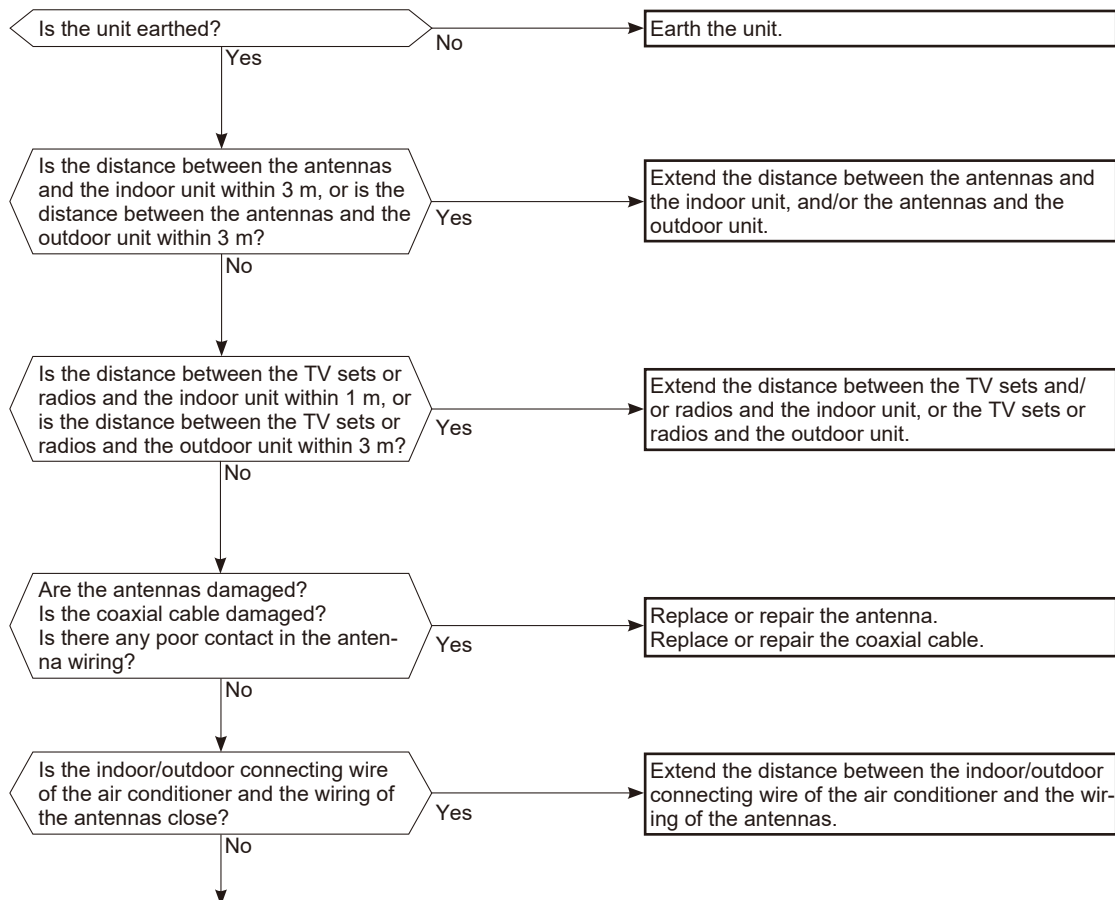 Is the unit earthed?
No
Earth the unit.
Yes
Is the distance between the antennas
and the indoor unit within 3 m, or is the
distance between the antennas and the
outdoor unit within 3 m?
Yes
Extend the distance between the antennas and
the indoor unit, and/or the antennas and the
outdoor unit.
No
Is the distance between the TV sets or
radios and the indoor unit within 1 m, or
is the distance between the TV sets or
radios and the outdoor unit within 3 m?
Yes
Extend the distance between the TV sets and/
or radios and the indoor unit, or the TV sets or
radios and the outdoor unit.
No
Are the antennas damaged?
Is the coaxial cable damaged?
Is there any poor contact in the anten-
na wiring?
Yes
Replace or repair the antenna.
Replace or repair the coaxial cable.
No
Is the indoor/outdoor connecting wire
of the air conditioner and the wiring of
the antennas close?
Yes
Extend the distance between the indoor/outdoor
connecting wire of the air conditioner and the wir-
ing of the antennas.
No